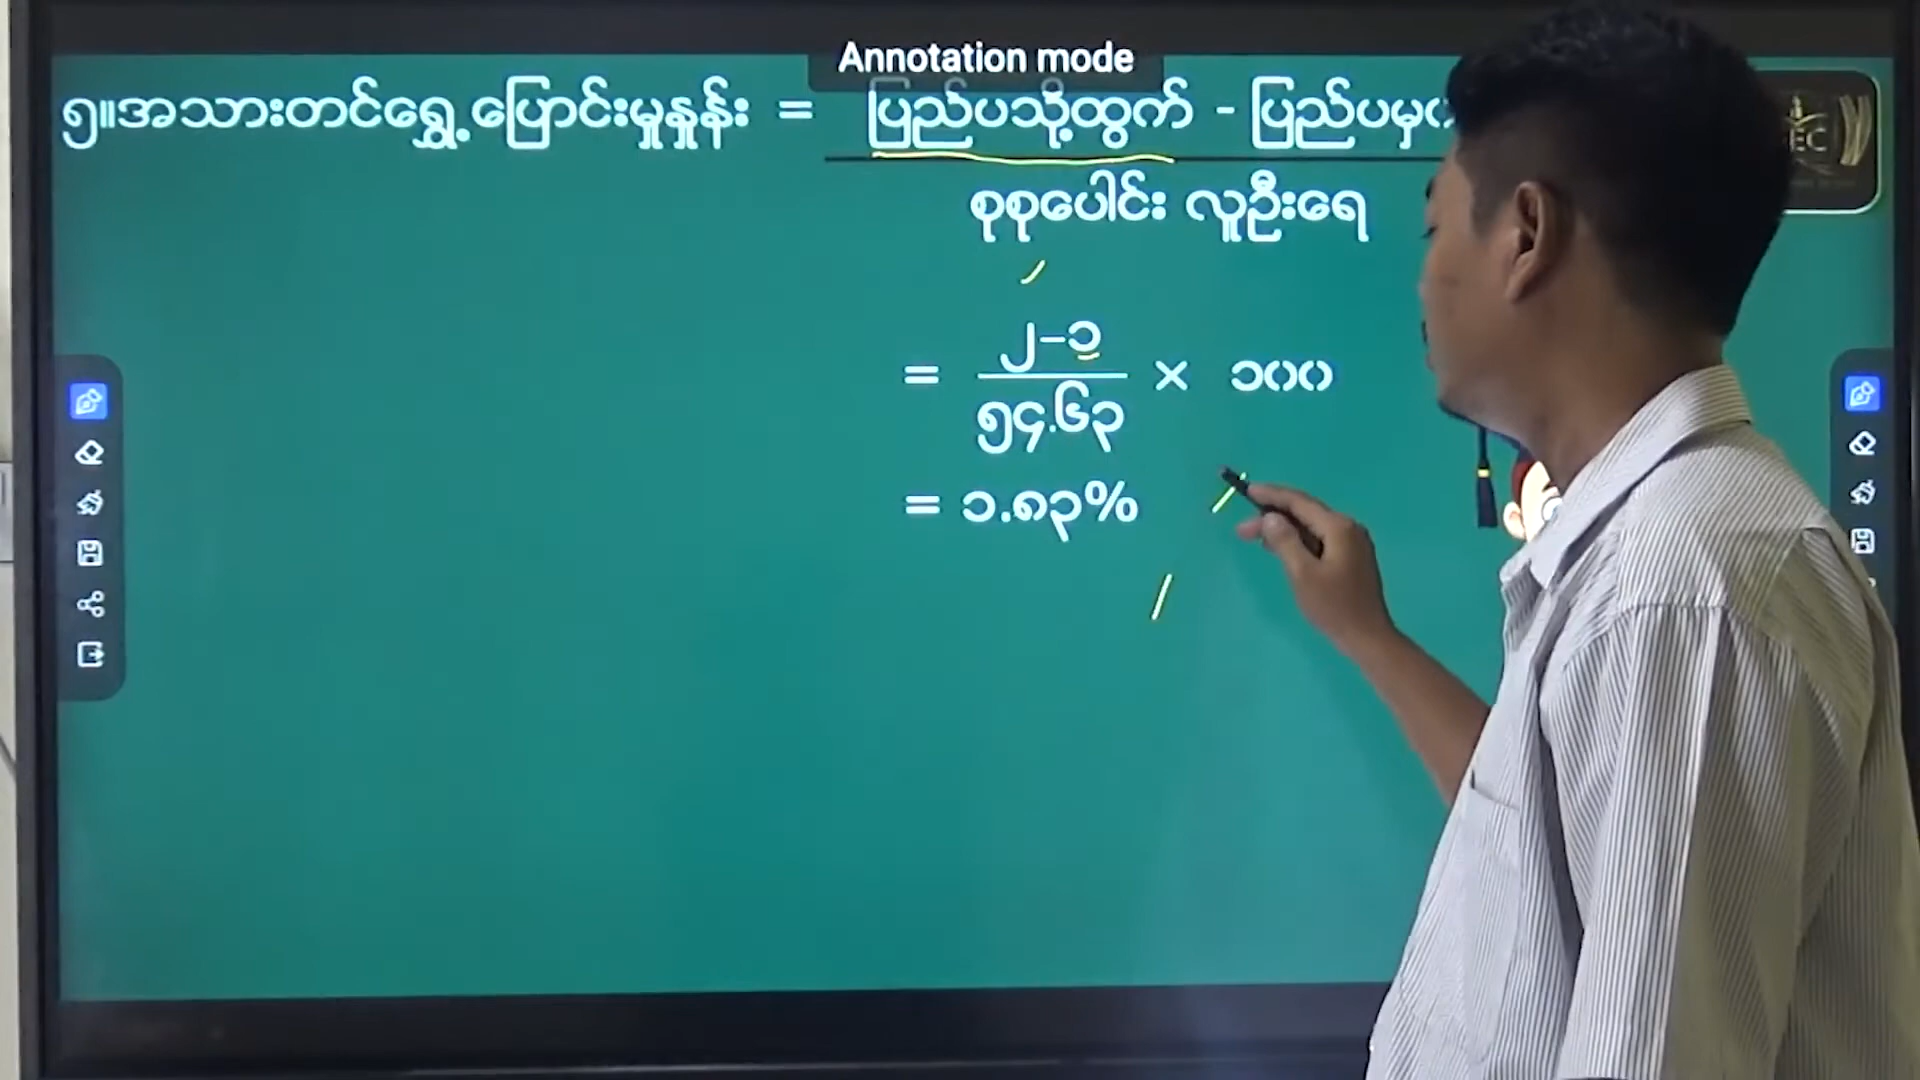 Annotation mode
၅။အသားတင်ရွှေ့ပြောင်းမှုနှုန်း = ပြည်ပသို့ထွက် - ပြည်ပမှ
စုစုပေါင်း လူဦးရေ
= ၂−၁ / ၅၄.၆၃ × ၁၀၀
= ၁.၈၃%
EC